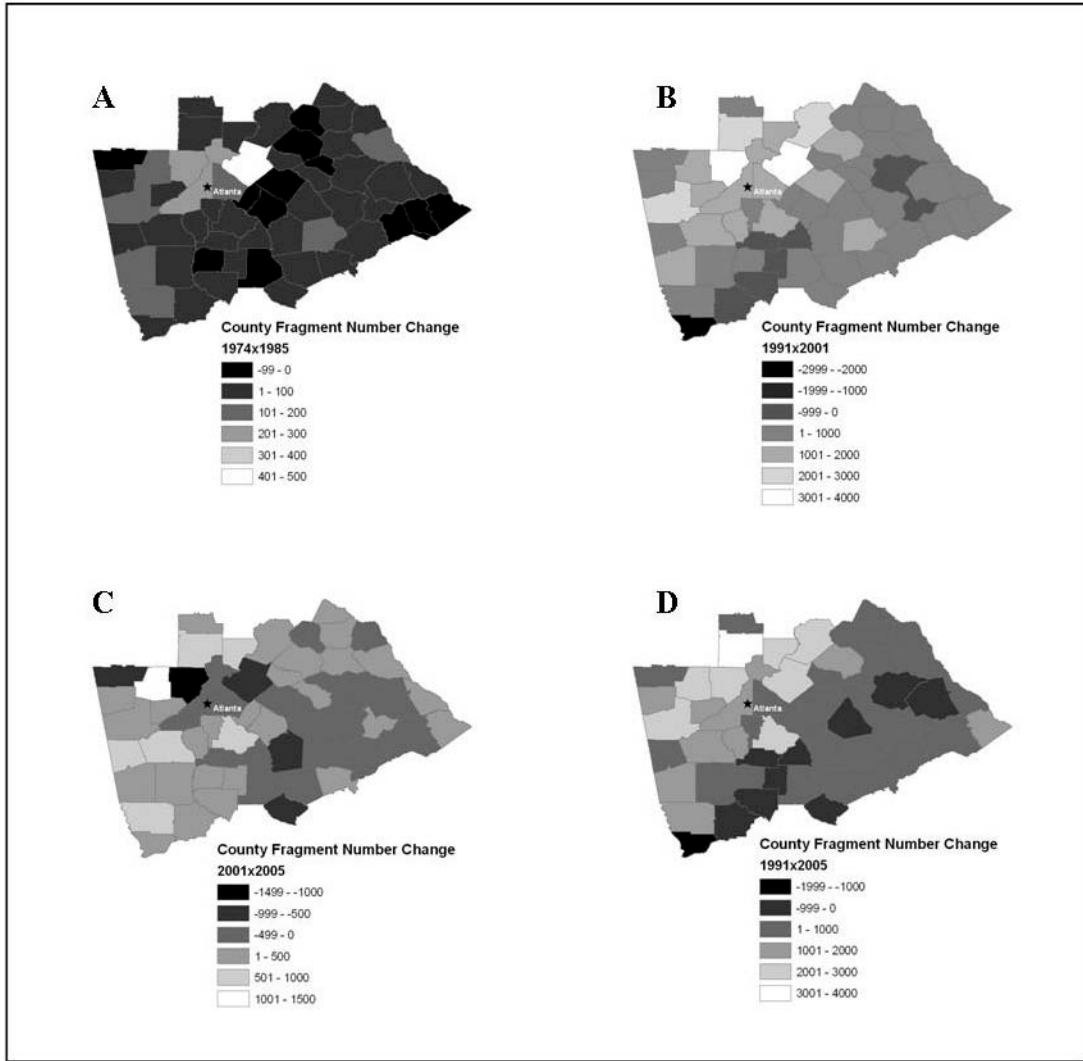 A
Atlanta
County Fragment Number Change
1974x1985
-99 - 0
1 - 100
101 - 200
201 - 300
301 - 400
401 - 500
B
Atlanta
County Fragment Number Change
1991x2001
-2999 - -2000
-1999 - -1000
-999 - 0
1 - 1000
1001 - 2000
2001 - 3000
3001 - 4000
C
Atlanta
County Fragment Number Change
2001x2005
-1499 - -1000
-999 - -500
-499 - 0
1 - 500
501 - 1000
1001 - 1500
D
Atlanta
County Fragment Number Change
1991x2005
-1999 - -1000
-999 - 0
1 - 1000
1001 - 2000
2001 - 3000
3001 - 4000